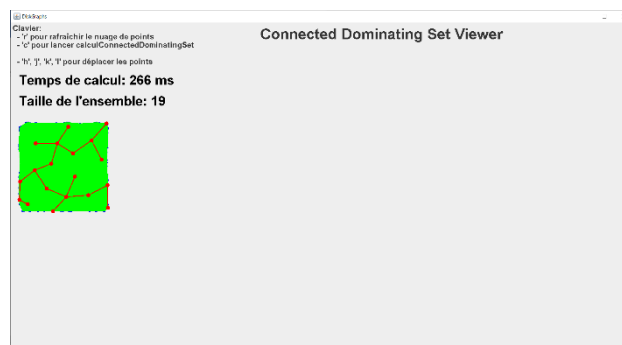 DiskGraphs
Connected Dominating Set Viewer
Clavier:
- 'r' pour rafraichir le nuage de points
- 'c' pour lancer calculConnectedDominatingSet
- 'h', 'j', 'k', 'l' pour déplacer les points
Temps de calcul: 266 ms
Taille de l'ensemble: 19